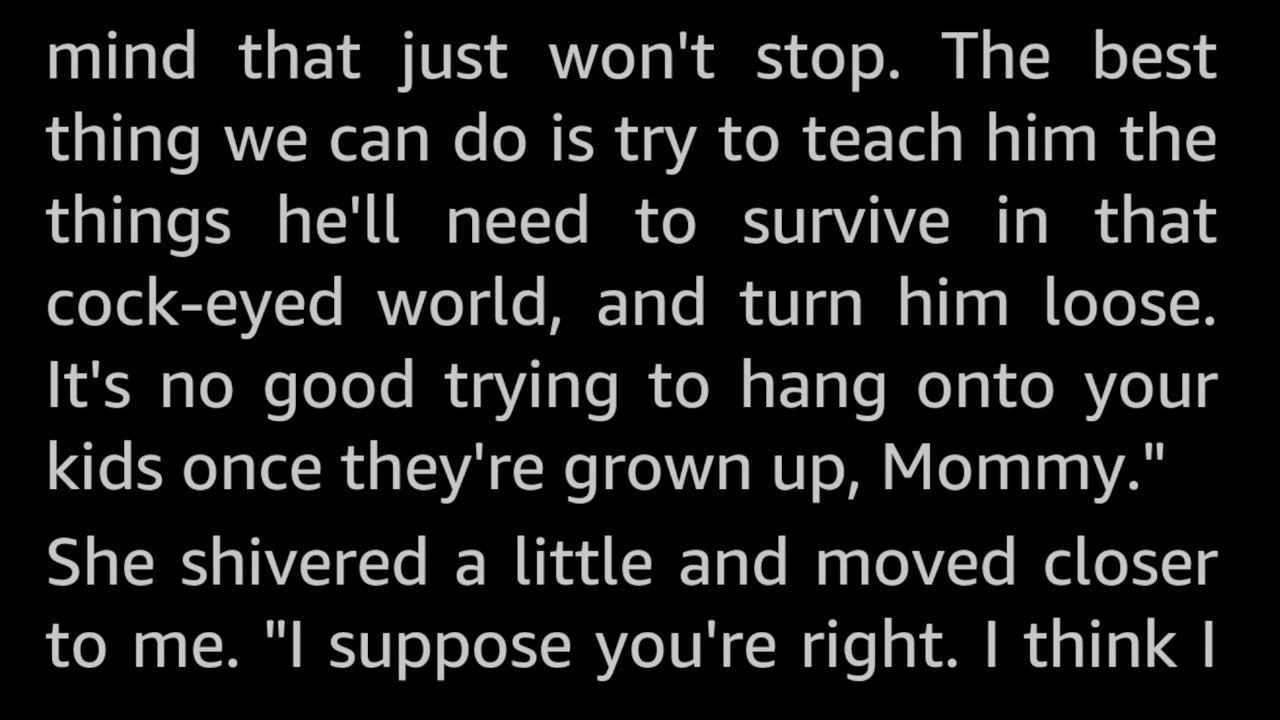 mind that just won't stop. The best
thing we can do is try to teach him the
things he'll need to survive in that
cock-eyed world, and turn him loose.
It's no good trying to hang onto your
kids once they're grown up, Mommy."
She shivered a little and moved closer
to me. "I suppose you're right. I think I